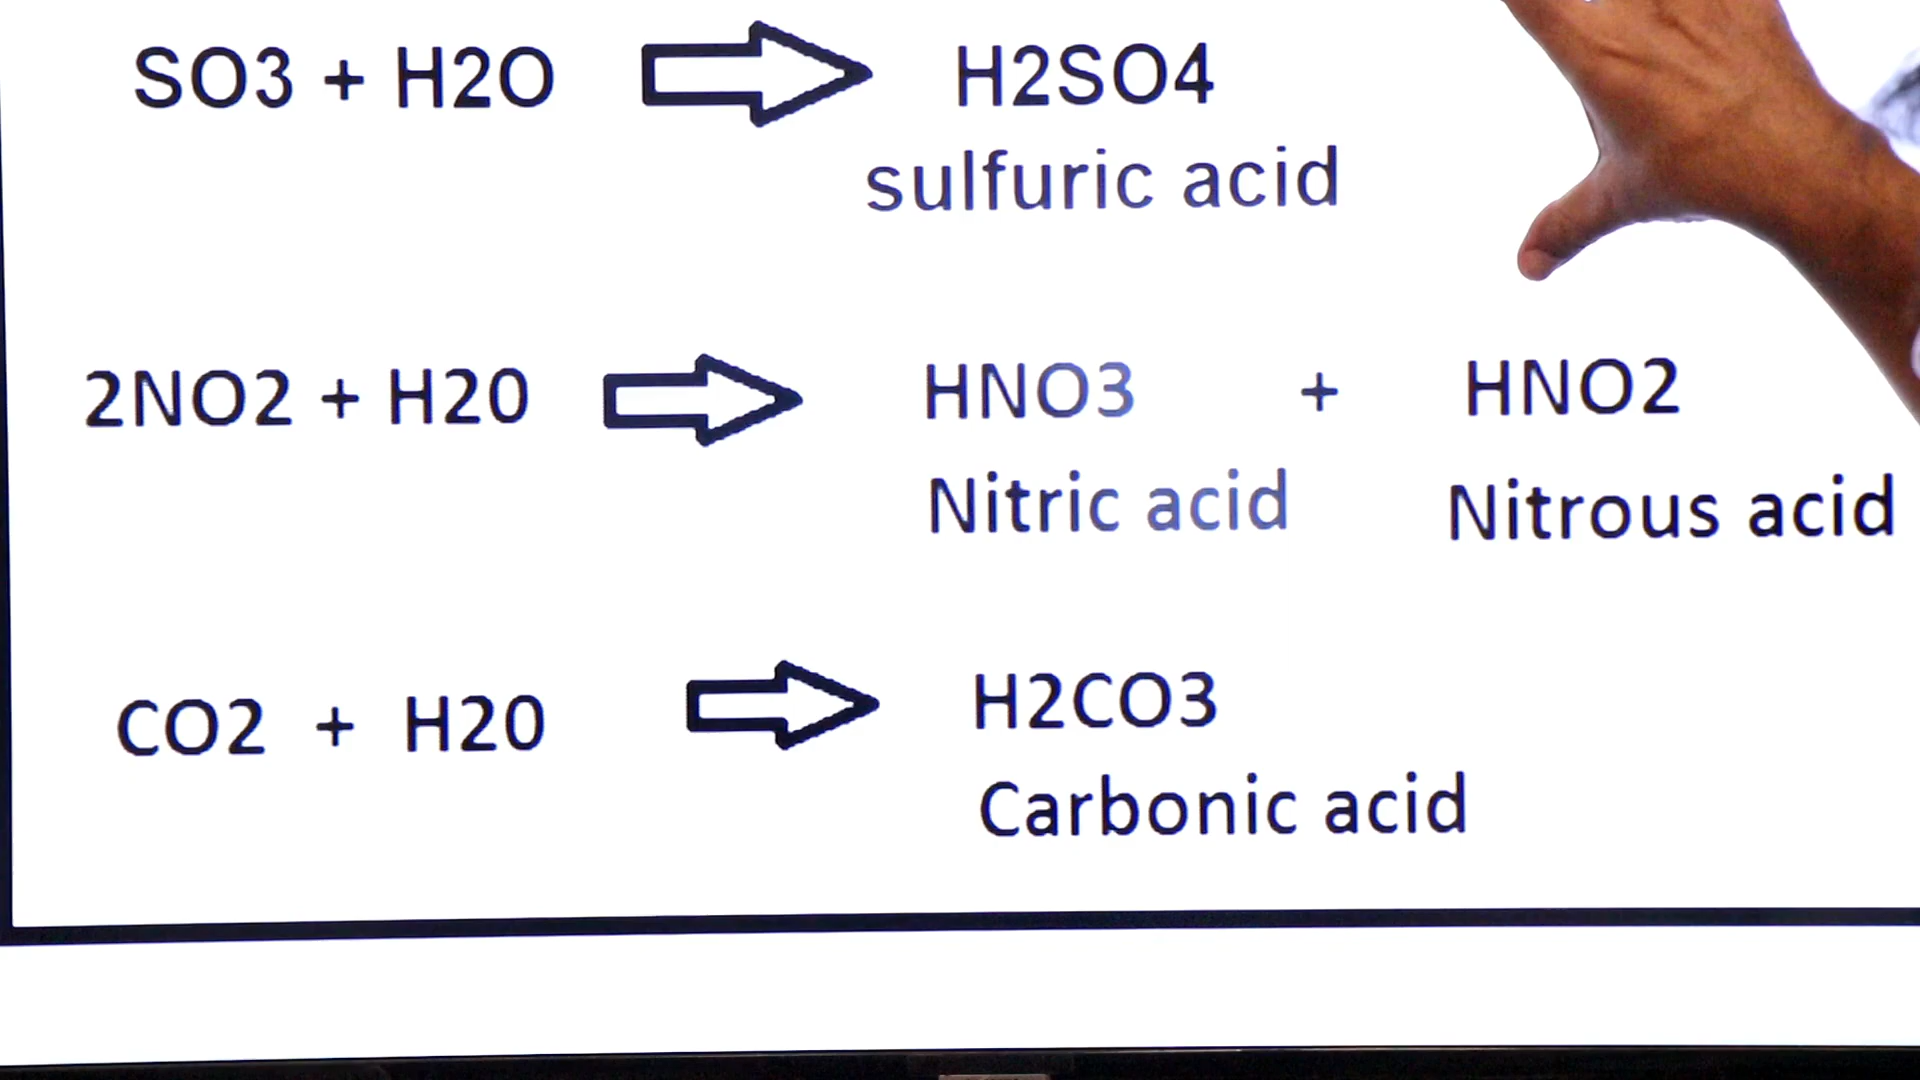 SO3 + H2O H2SO4
sulfuric acid
2NO2 + H20 HNO3 + HNO2
Nitric acid Nitrous acid
CO2 + H20 H2CO3
Carbonic acid